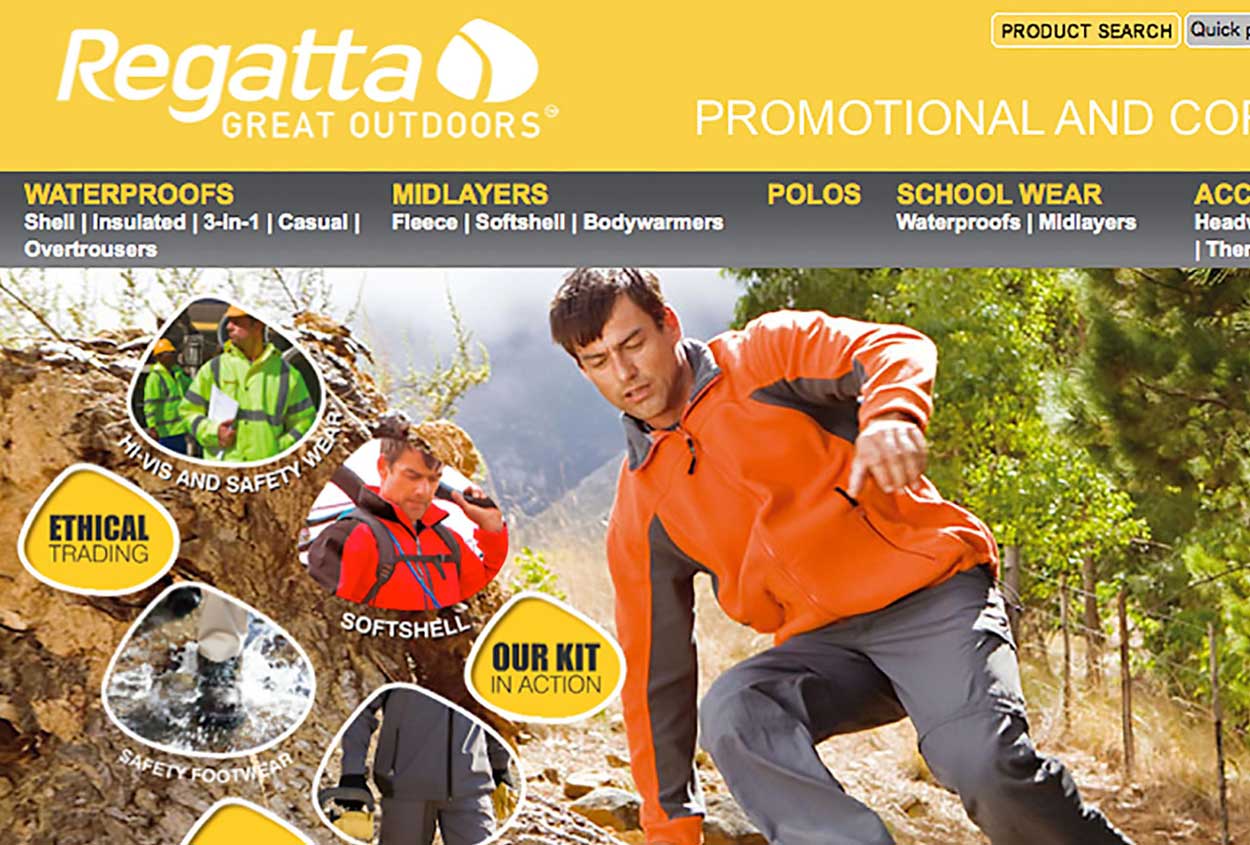 Regatta
GREAT OUTDOORS
PRODUCT SEARCH
Quick
PROMOTIONAL AND
WATERPROOFS
Shell | Insulated | 3-in-1 | Casual |
Overtrousers
MIDLAYERS
Fleece | Softshell | Bodywarmers
POLOS
SCHOOL WEAR
Waterproofs | Midlayers
HI-VIS AND SAFETY WEAR
ETHICAL
TRADING
SOFTSHELL
OUR KIT
IN ACTION
SAFETY FOOTWEAR